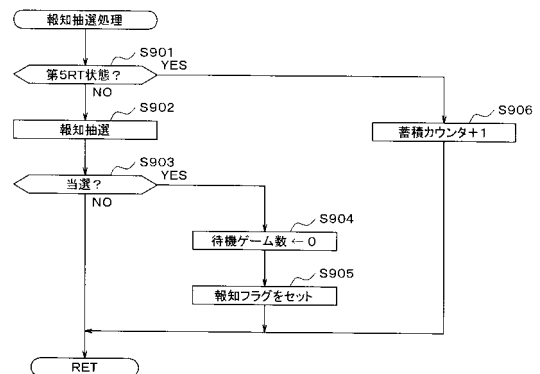 報知抽選処理
S901
第5RT状態?
YES
NO
S902
報知抽選
S906
蓄積カウンタ+1
S903
当選?
YES
NO
S904
待機ゲーム数 ← 0
S905
報知フラグをセット
RET